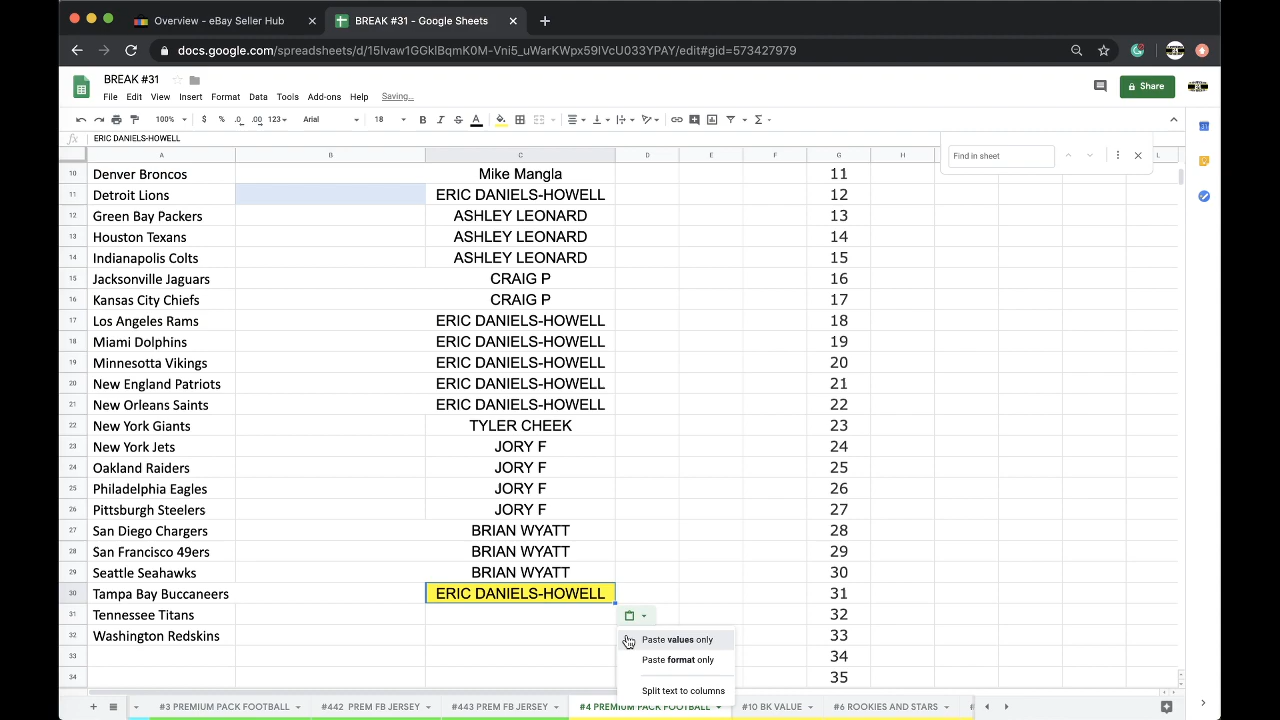 Overview - eBay Seller Hub
BREAK #31 - Google Sheets
docs.google.com/spreadsheets/d/15Ivaw1GGkIBqmK0M-Vni5_uWarKWpx59IVcU033YPAY/edit#gid=573427979
BREAK #31
File Edit View Insert Format Data Tools Add-ons Help Saving...
Share
100% $ % .0 .00 123 Arial 18
fx ERIC DANIELS-HOWELL
Find in sheet
A B C D E F G H L
10 Denver Broncos Mike Mangla 11
11 Detroit Lions ERIC DANIELS-HOWELL 12
12 Green Bay Packers ASHLEY LEONARD 13
13 Houston Texans ASHLEY LEONARD 14
14 Indianapolis Colts ASHLEY LEONARD 15
15 Jacksonville Jaguars CRAIG P 16
16 Kansas City Chiefs CRAIG P 17
17 Los Angeles Rams ERIC DANIELS-HOWELL 18
18 Miami Dolphins ERIC DANIELS-HOWELL 19
19 Minnesotta Vikings ERIC DANIELS-HOWELL 20
20 New England Patriots ERIC DANIELS-HOWELL 21
21 New Orleans Saints ERIC DANIELS-HOWELL 22
22 New York Giants TYLER CHEEK 23
23 New York Jets JORY F 24
24 Oakland Raiders JORY F 25
25 Philadelphia Eagles JORY F 26
26 Pittsburgh Steelers JORY F 27
27 San Diego Chargers BRIAN WYATT 28
28 San Francisco 49ers BRIAN WYATT 29
29 Seattle Seahawks BRIAN WYATT 30
30 Tampa Bay Buccaneers ERIC DANIELS-HOWELL 31
31 Tennessee Titans 32
32 Washington Redskins 33
33 34
34 35
Paste values only
Paste format only
Split text to columns
#3 PREMIUM PACK FOOTBALL #442 PREM FB JERSEY #443 PREM FB JERSEY #4 PREMIUM PACK FOOTBALL #10 BK VALUE #6 ROOKIES AND STARS